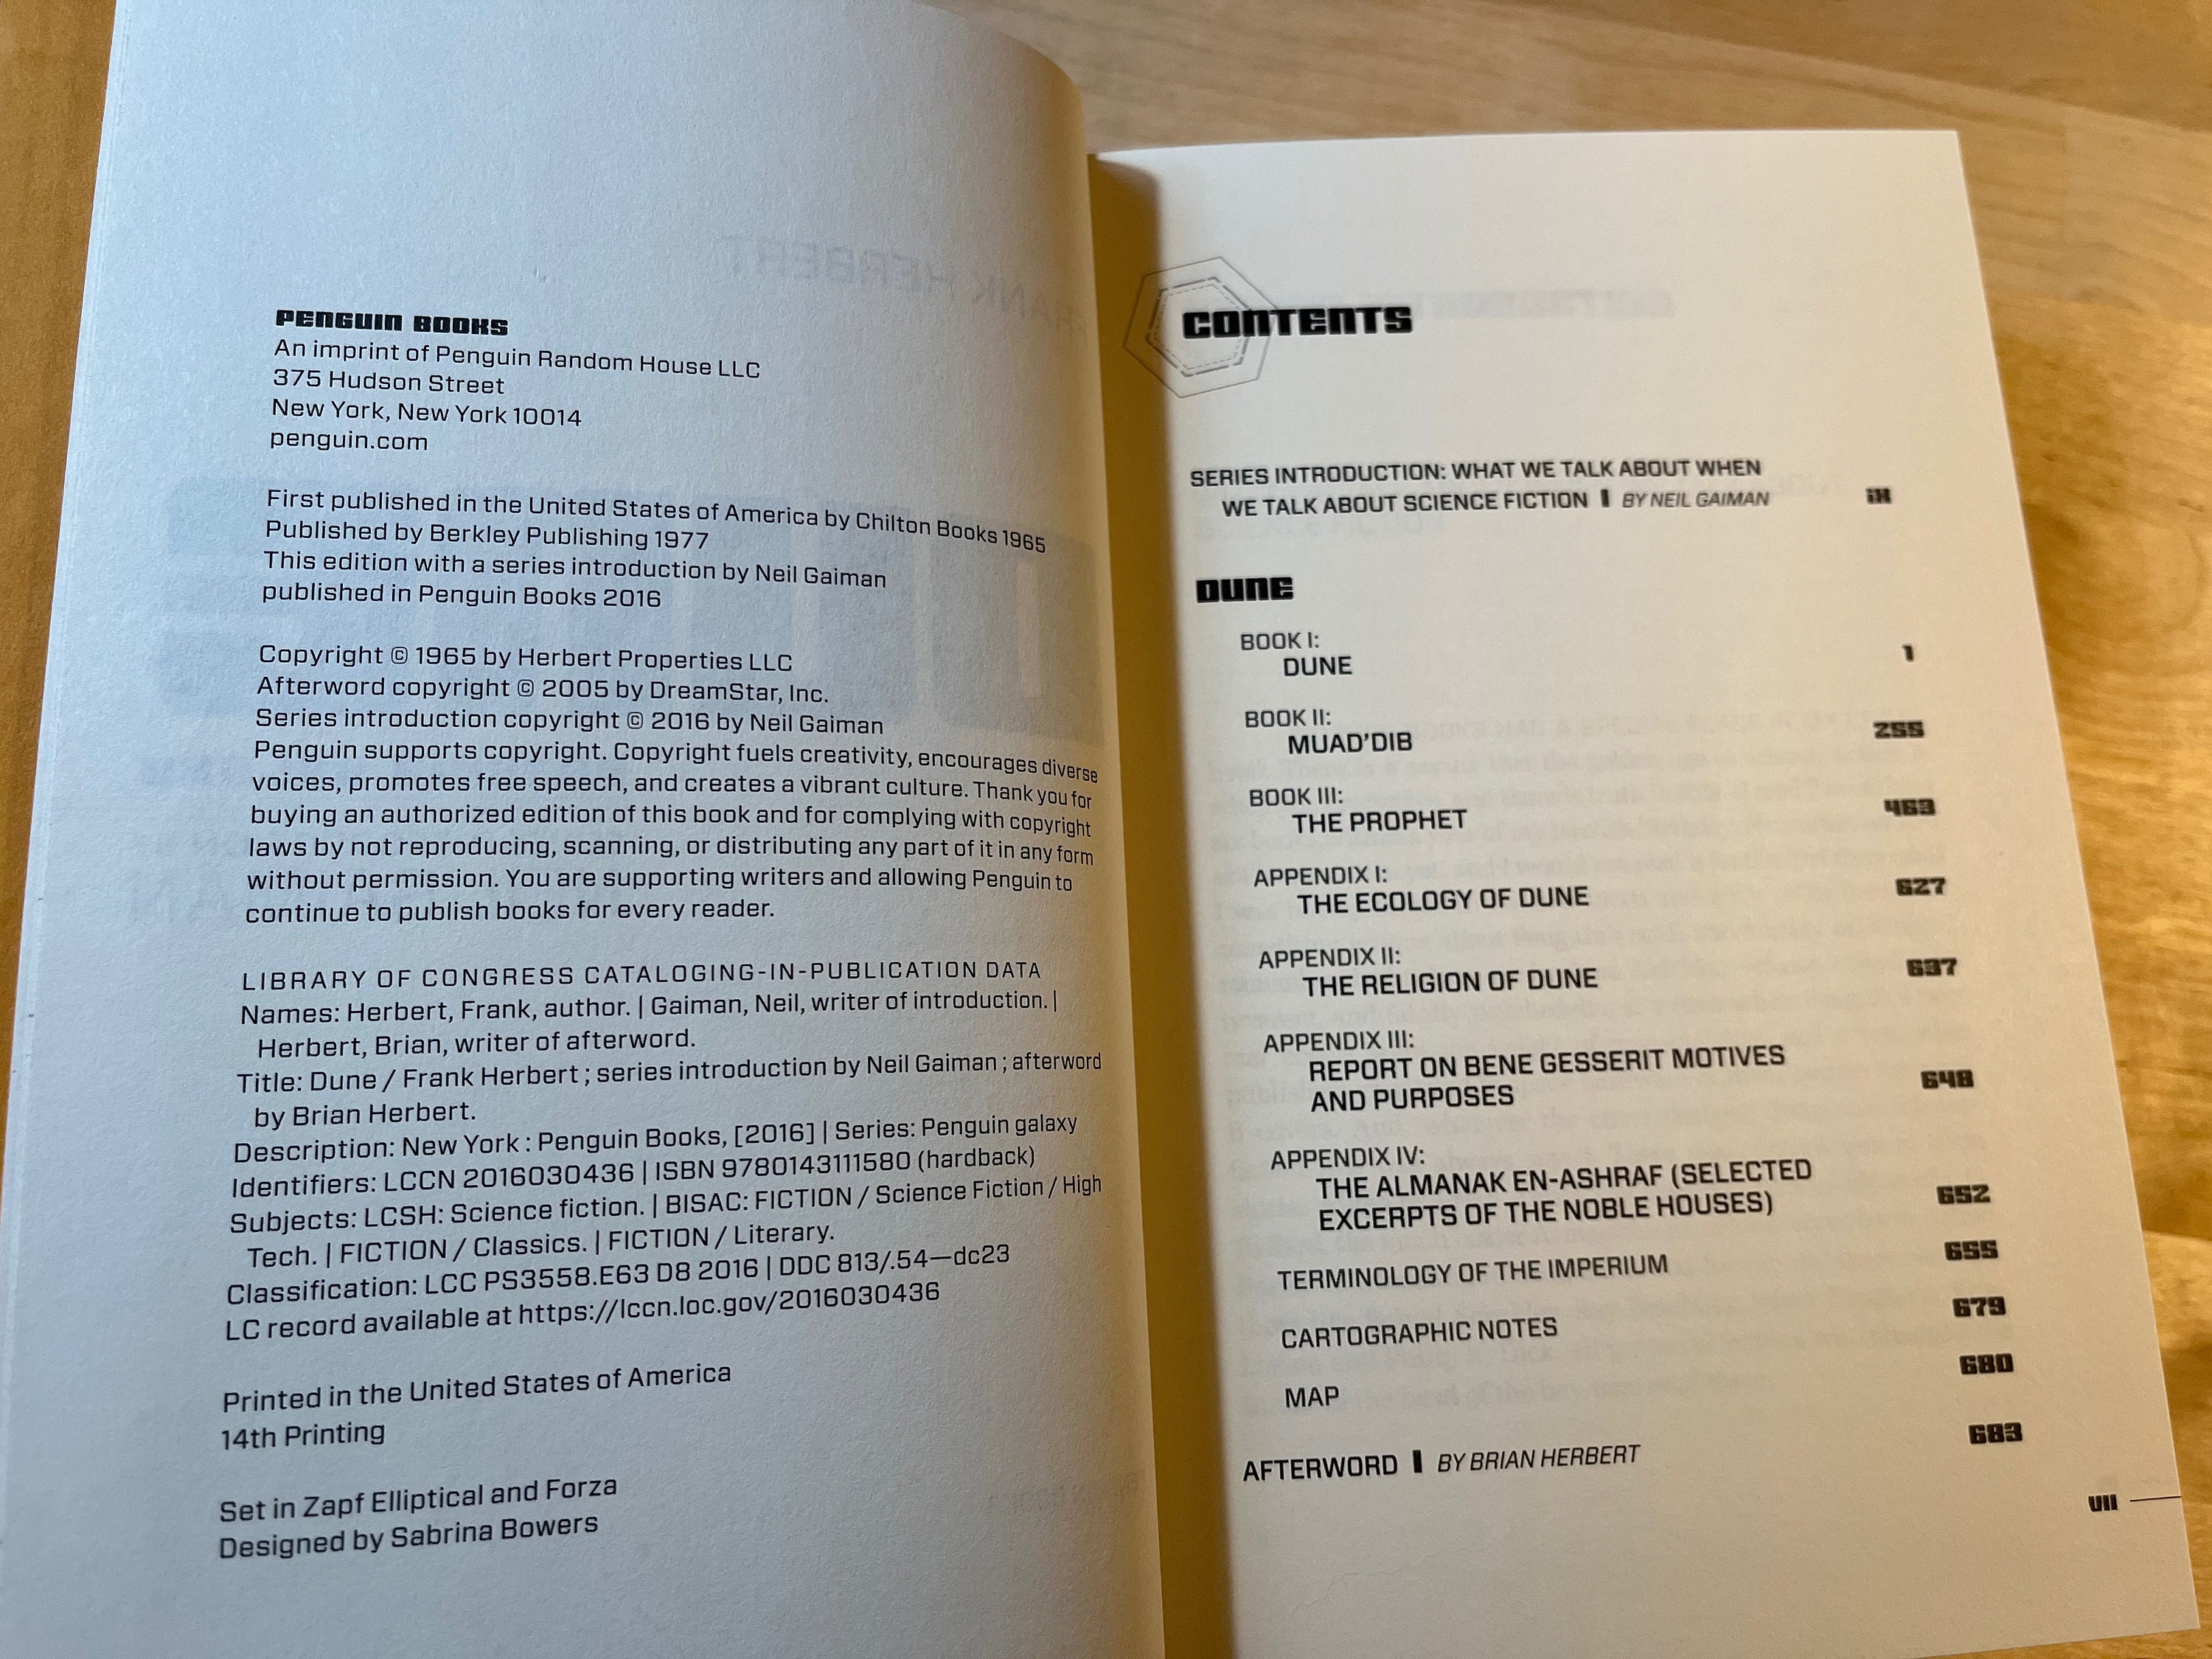 PENGUIN BOOKS
An imprint of Penguin Random House LLC
375 Hudson Street
New York, New York 10014
penguin.com
First published in the United States of America by Chilton Books 1965
Published by Berkley Publishing 1977
This edition with a series introduction by Neil Gaiman
published in Penguin Books 2016
Copyright © 1965 by Herbert Properties LLC
Afterword copyright © 2005 by DreamStar, Inc.
Series introduction copyright © 2016 by Neil Gaiman
Penguin supports copyright. Copyright fuels creativity, encourages diverse
voices, promotes free speech, and creates a vibrant culture. Thank you for
buying an authorized edition of this book and for complying with copyright
laws by not reproducing, scanning, or distributing any part of it in any form
without permission. You are supporting writers and allowing Penguin to
continue to publish books for every reader.
LIBRARY OF CONGRESS CATALOGING-IN-PUBLICATION DATA
Names: Herbert, Frank, author. | Gaiman, Neil, writer of introduction. |
Herbert, Brian, writer of afterword.
Title: Dune / Frank Herbert ; series introduction by Neil Gaiman ; afterword
by Brian Herbert.
Description: New York : Penguin Books, [2016] | Series: Penguin galaxy
Identifiers: LCCN 2016030436 | ISBN 9780143111580 (hardback)
Subjects: LCSH: Science fiction. | BISAC: FICTION / Science Fiction / High
Tech. | FICTION / Classics. | FICTION / Literary.
Classification: LCC PS3558.E63 D8 2016 | DDC 813/.54—dc23
LC record available at https://lccn.loc.gov/2016030436
Printed in the United States of America
14th Printing
Set in Zapf Elliptical and Forza
Designed by Sabrina Bowers
CONTENTS
SERIES INTRODUCTION: WHAT WE TALK ABOUT WHEN
WE TALK ABOUT SCIENCE FICTION | BY NEIL GAIMAN ix
DUNE
BOOK I:
DUNE 1
BOOK II:
MUAD'DIB 255
BOOK III:
THE PROPHET 463
APPENDIX I:
THE ECOLOGY OF DUNE 627
APPENDIX II:
THE RELIGION OF DUNE 637
APPENDIX III:
REPORT ON BENE GESSERIT MOTIVES
AND PURPOSES 648
APPENDIX IV:
THE ALMANAK EN-ASHRAF (SELECTED
EXCERPTS OF THE NOBLE HOUSES) 652
TERMINOLOGY OF THE IMPERIUM 655
CARTOGRAPHIC NOTES 679
MAP 680
AFTERWORD | BY BRIAN HERBERT 683
vii